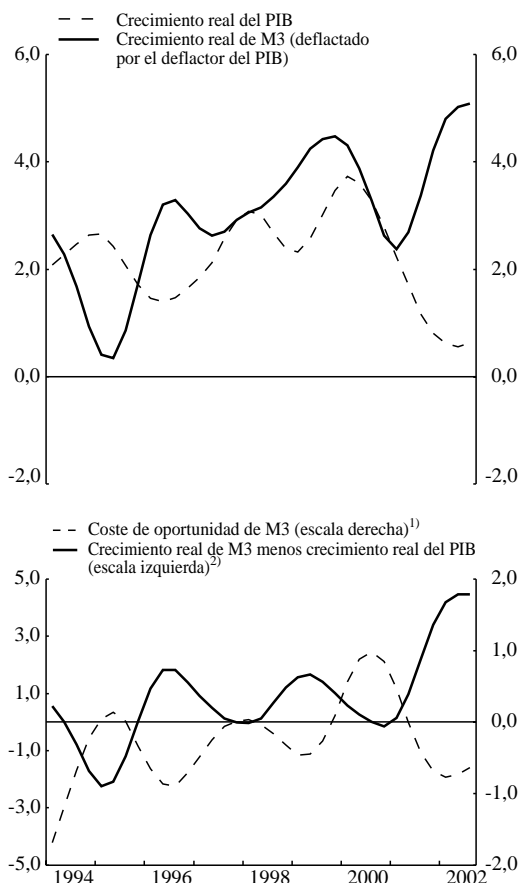 Crecimiento real del PIB
Crecimiento real de M3 (deflactado
por el deflactor del PIB)
6,0 6,0
4,0 4,0
2,0 2,0
0,0 0,0
-2,0 -2,0
Coste de oportunidad de M3 (escala derecha)1)
Crecimiento real de M3 menos crecimiento real del PIB
(escala izquierda)2)
5,0 2,0
3,0 1,0
1,0 0,0
-1,0
-3,0 -1,0
-5,0 -2,0
1994 1996 1998 2000 2002